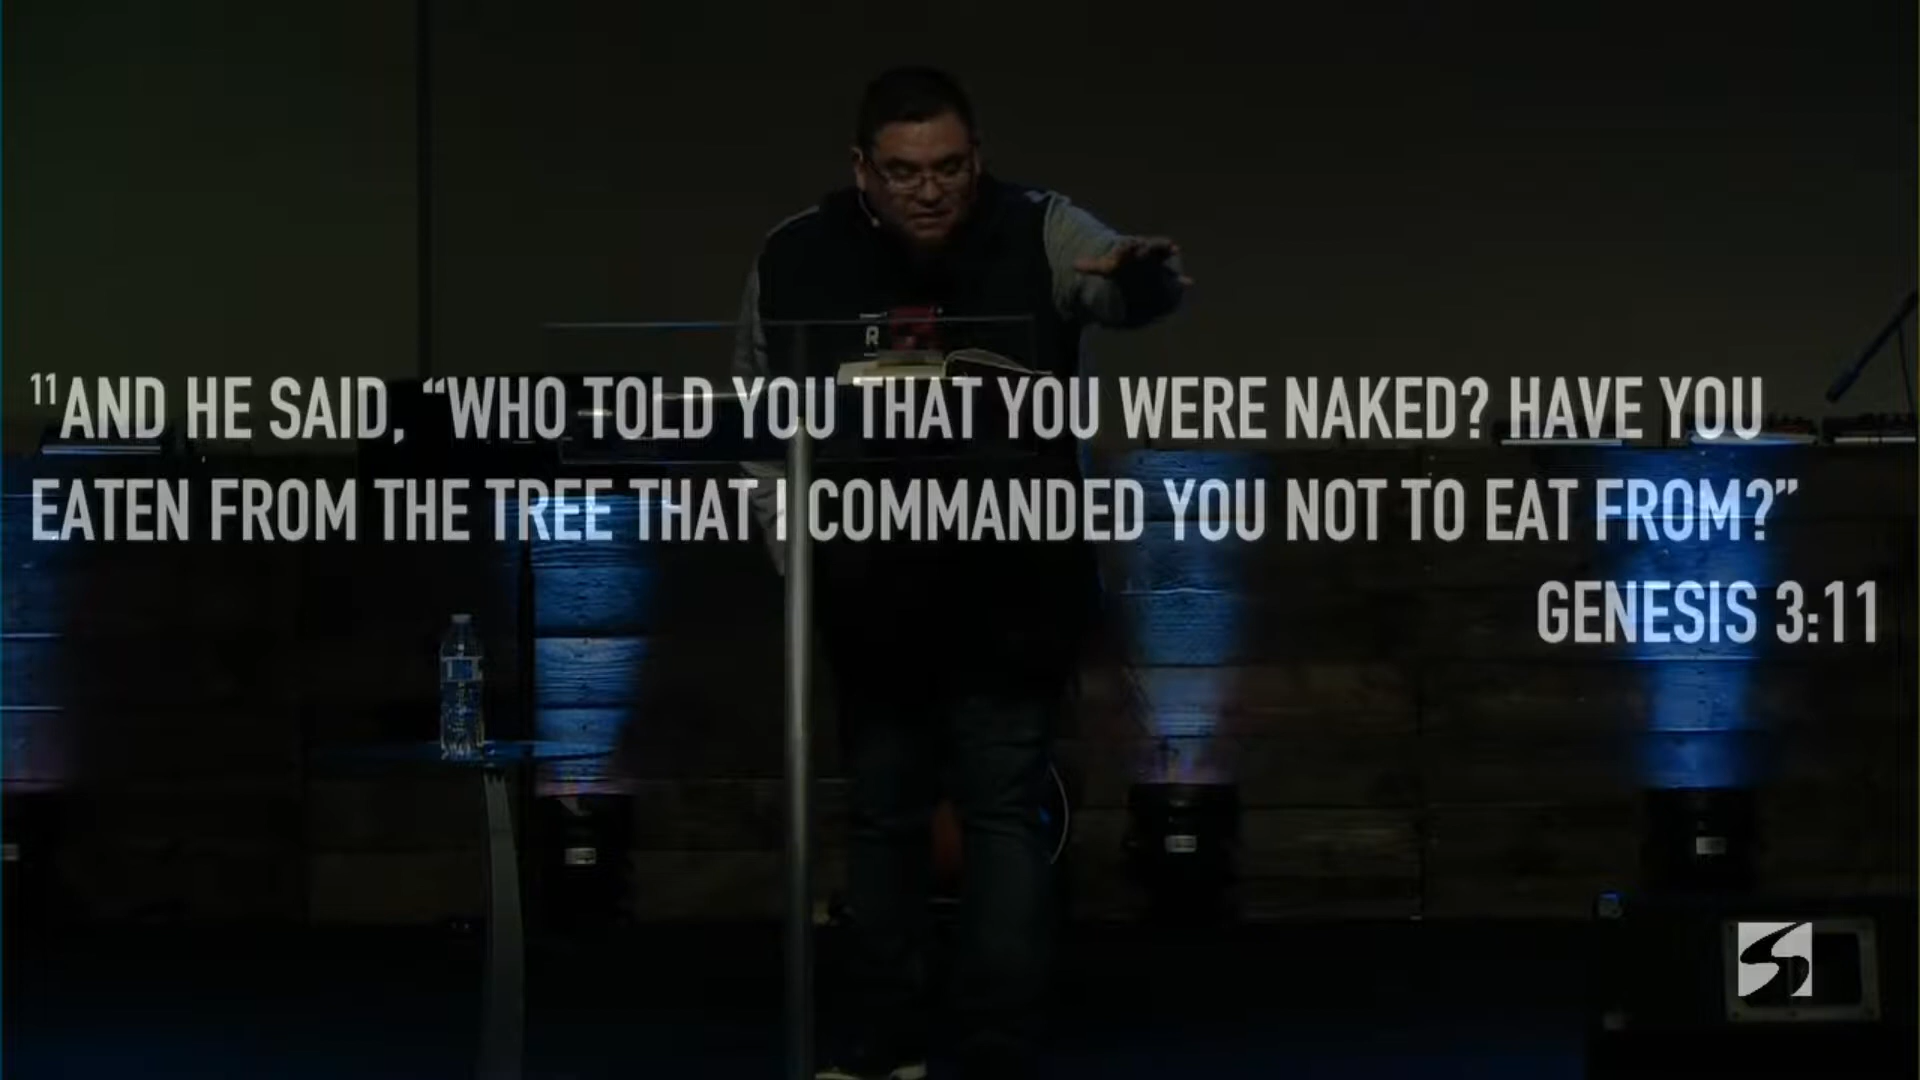 ¹¹AND HE SAID, “WHO TOLD YOU THAT YOU WERE NAKED? HAVE YOU
EATEN FROM THE TREE THAT I COMMANDED YOU NOT TO EAT FROM?”
GENESIS 3:11
R